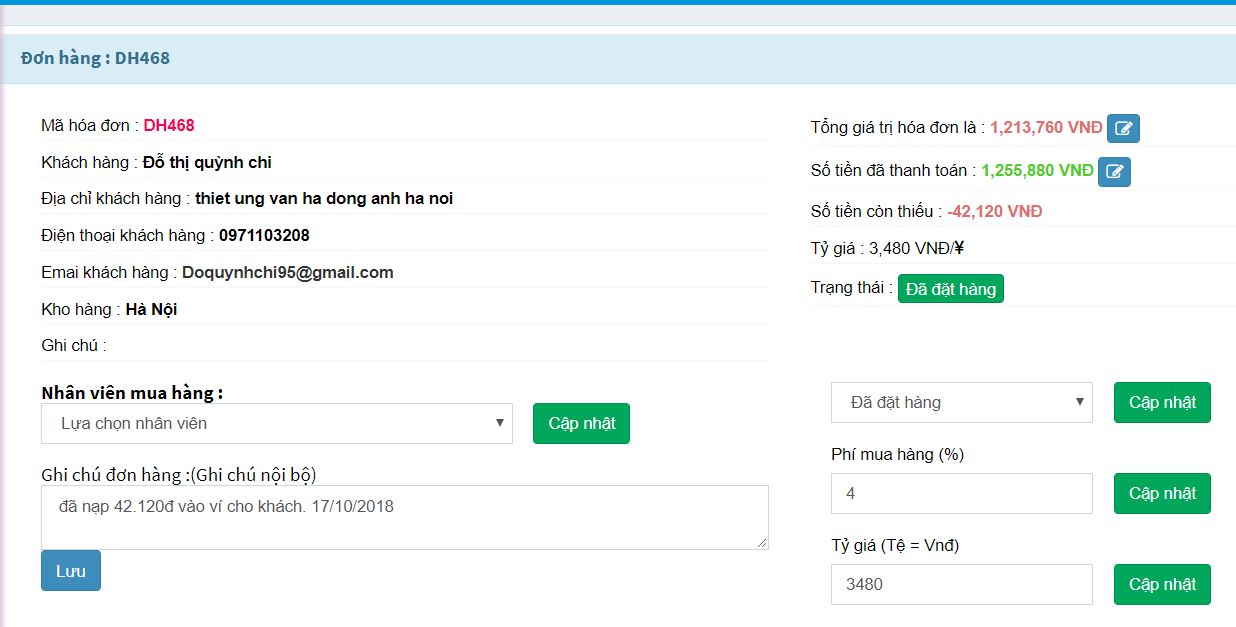 Đơn hàng : DH468
Mã hóa đơn : DH468
Khách hàng : Đỗ thị quỳnh chi
Địa chỉ khách hàng : thiet ung van ha dong anh ha noi
Điện thoại khách hàng : 0971103208
Emai khách hàng : Doquynhchi95@gmail.com
Kho hàng : Hà Nội
Ghi chú :
Nhân viên mua hàng :
Lựa chọn nhân viên
Cập nhật
Ghi chú đơn hàng :(Ghi chú nội bộ)
đã nạp 42.120đ vào ví cho khách. 17/10/2018
Lưu
Tổng giá trị hóa đơn là : 1,213,760 VNĐ
Số tiền đã thanh toán : 1,255,880 VNĐ
Số tiền còn thiếu : -42,120 VNĐ
Tỷ giá : 3,480 VNĐ/¥
Trạng thái : Đã đặt hàng
Đã đặt hàng
Cập nhật
Phí mua hàng (%)
4
Cập nhật
Tỷ giá (Tệ = Vnđ)
3480
Cập nhật